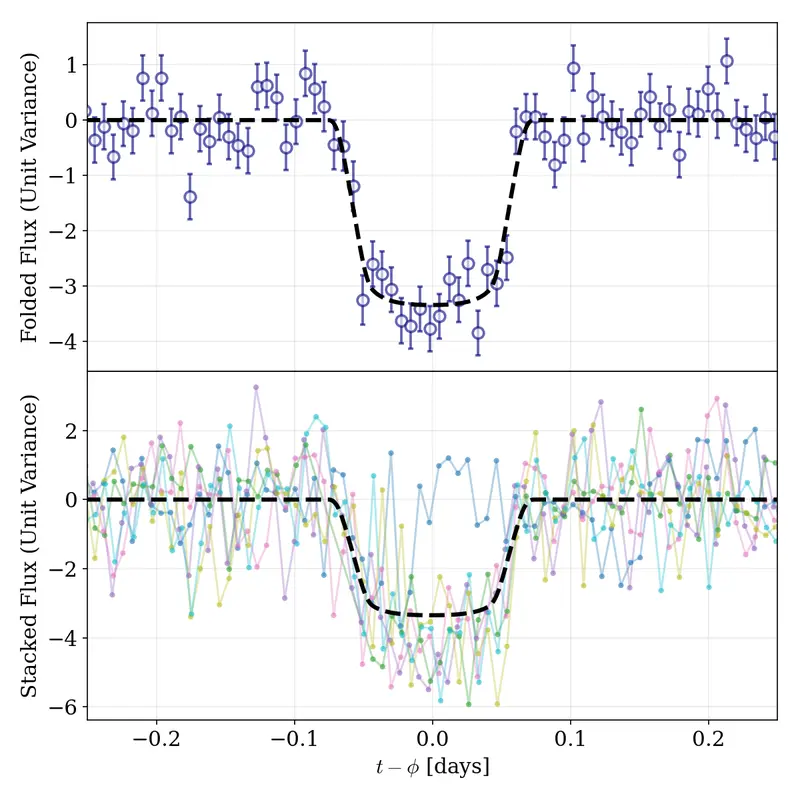 Folded Flux (Unit Variance)
1
0
−1
−2
−3
−4
Stacked Flux (Unit Variance)
2
0
−2
−4
−6
−0.2 −0.1 0.0 0.1 0.2
t − ϕ [days]